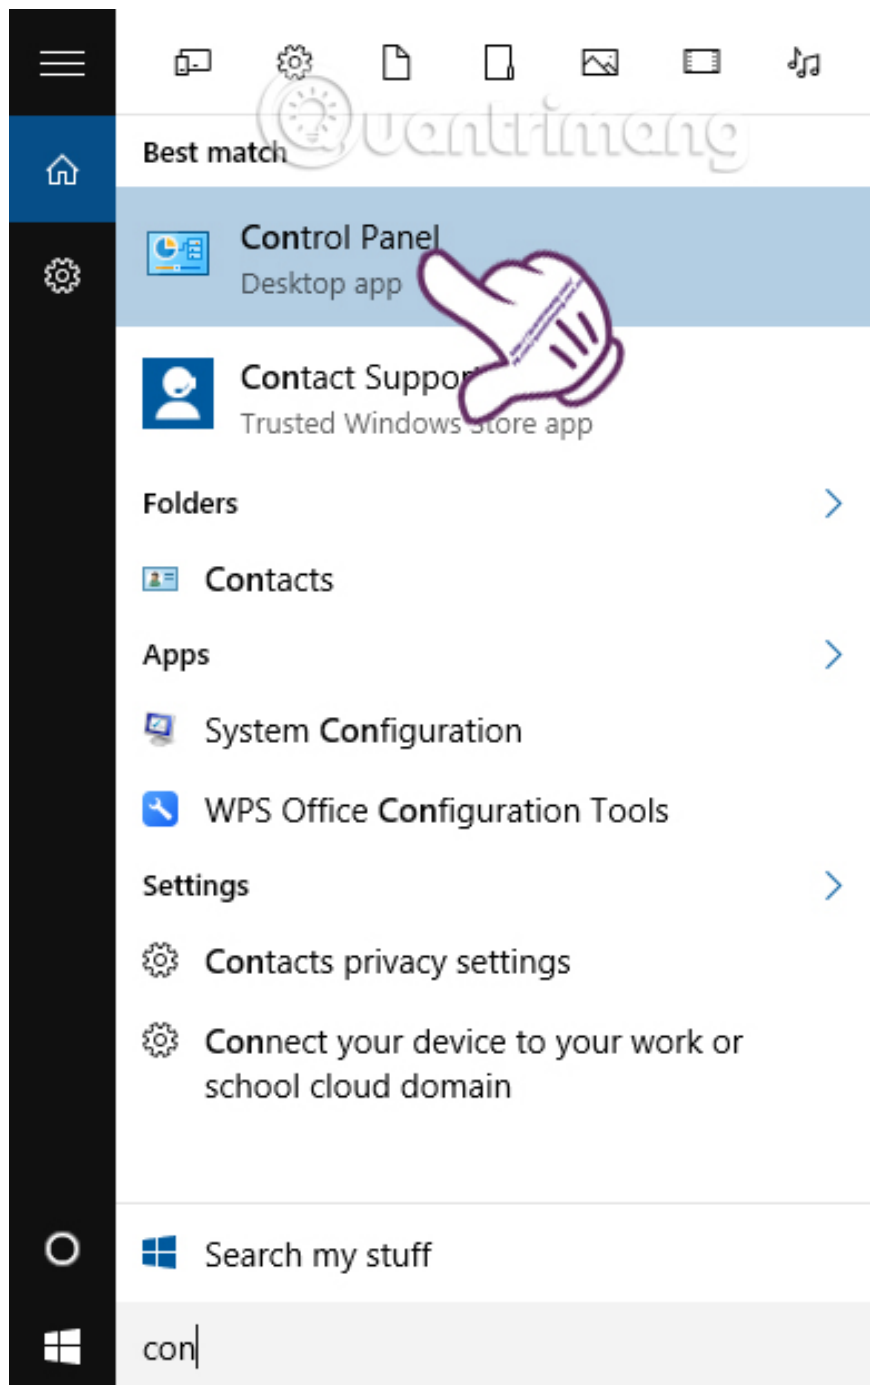 Quantrimang
Best match
Control Panel
Desktop app
Contact Suppo
Trusted Windows Store app
Folders
Contacts
Apps
System Configuration
WPS Office Configuration Tools
Settings
Contacts privacy settings
Connect your device to your work or
school cloud domain
Search my stuff
con